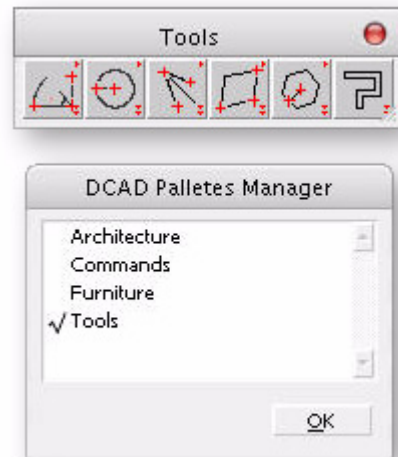 Tools
DCAD Palletes Manager
Architecture
Commands
Furniture
Tools
OK